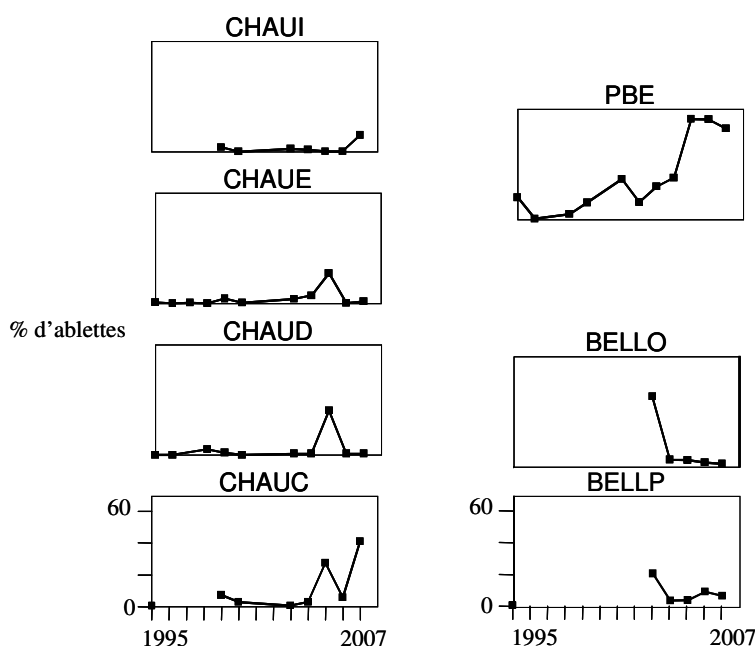 CHAUI
PBE
CHAUE
% d'ablettes
CHAUD
BELLO
CHAUC
BELLP
60
0
1995
2007
60
0
1995
2007